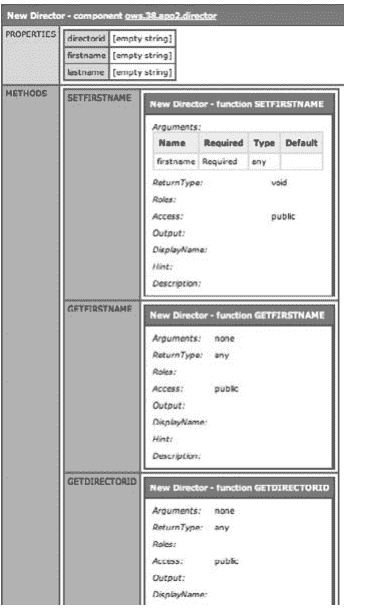 New Director - component ows.38.apo2.director
PROPERTIES
directorid [empty string]
firstname [empty string]
lastname [empty string]
METHODS
SETFIRSTNAME
New Director - function SETFIRSTNAME
Arguments:
Name Required Type Default
firstname Required any
ReturnType: void
Roles:
Access: public
Output:
DisplayName:
Hint:
Description:
GETFIRSTNAME
New Director - function GETFIRSTNAME
Arguments: none
ReturnType: any
Roles:
Access: public
Output:
DisplayName:
Hint:
Description:
GETDIRECTORID
New Director - function GETDIRECTORID
Arguments: none
ReturnType: any
Roles:
Access: public
Output:
DisplayName: